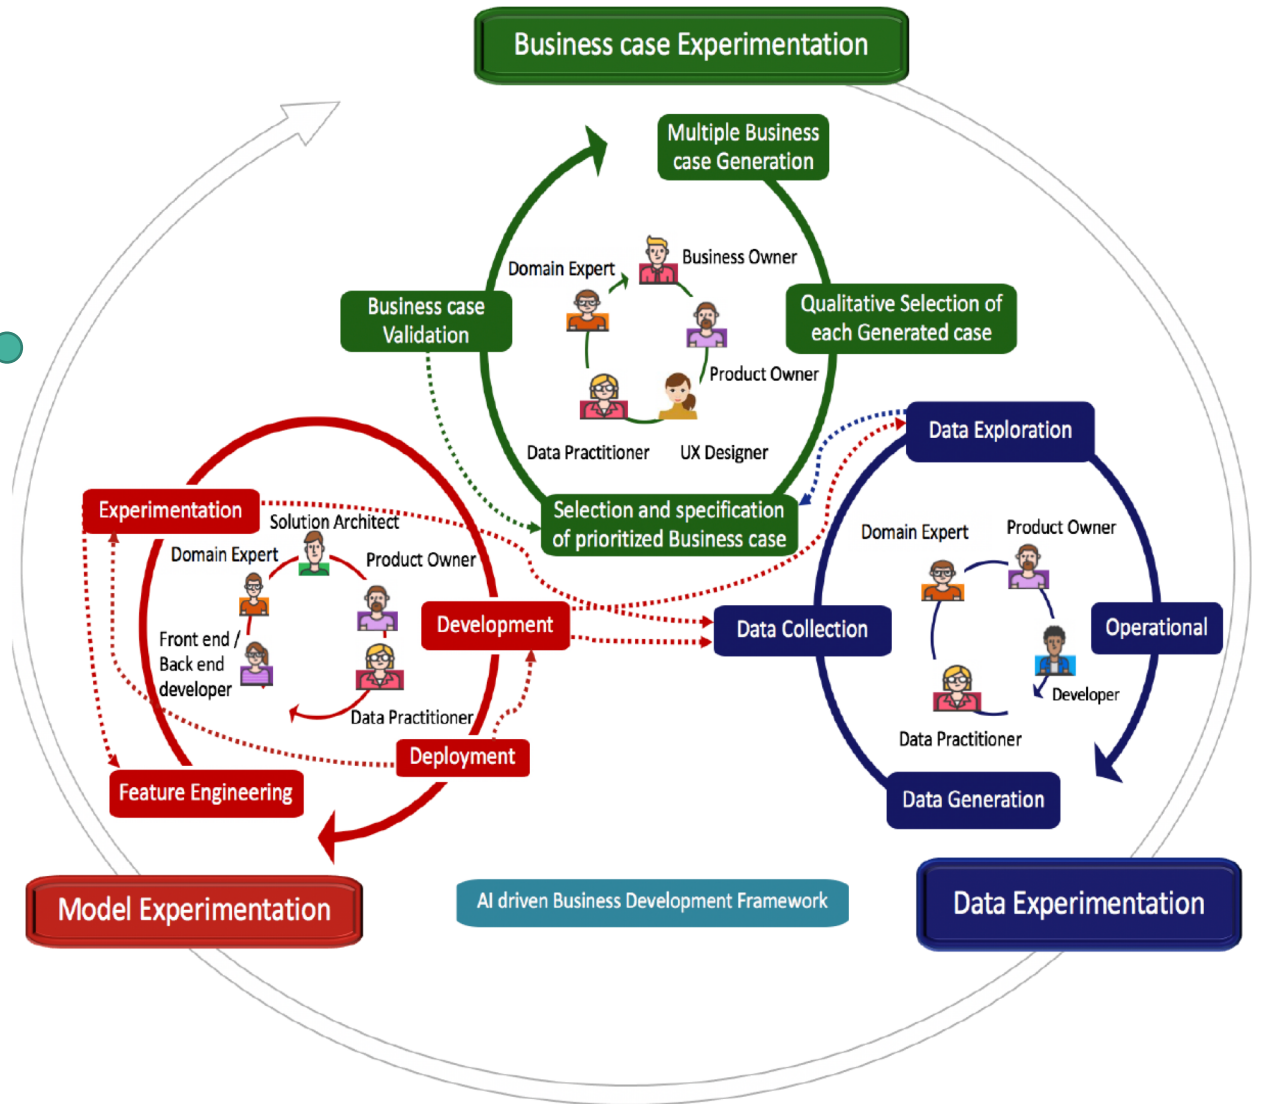 Business case Experimentation
Multiple Business
case Generation
Domain Expert
Business Owner
Business case
Validation
Qualitative Selection of
each Generated case
Product Owner
Data Practitioner
UX Designer
Selection and specification
of prioritized Business case
Data Exploration
Domain Expert
Product Owner
Data Collection
Operational
Developer
Data Practitioner
Data Generation
Experimentation
Solution Architect
Domain Expert
Product Owner
Development
Front end /
Back end
developer
Data Practitioner
Deployment
Feature Engineering
Model Experimentation
AI driven Business Development Framework
Data Experimentation